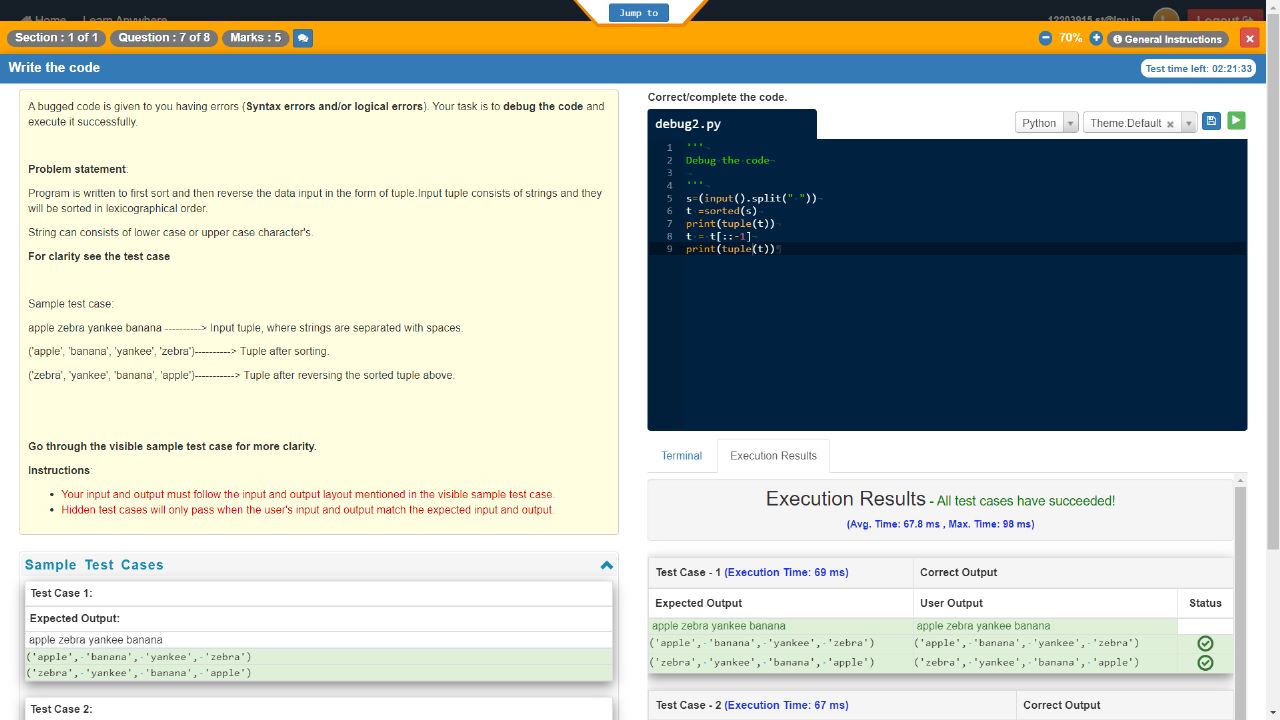 Home Learn Anywhere
Jump to
12203915.st@lpu.in
Logout
Section : 1 of 1 Question : 7 of 8 Marks : 5
70% General Instructions
Write the code
Test time left: 02:21:33
A bugged code is given to you having errors (Syntax errors and/or logical errors). Your task is to debug the code and
execute it successfully.
Problem statement:
Program is written to first sort and then reverse the data input in the form of tuple.Input tuple consists of strings and they
will be sorted in lexicographical order.
String can consists of lower case or upper case character's.
For clarity see the test case
Sample test case:
apple zebra yankee banana ----------> Input tuple, where strings are separated with spaces.
('apple', 'banana', 'yankee', 'zebra')----------> Tuple after sorting.
('zebra', 'yankee', 'banana', 'apple')-----------> Tuple after reversing the sorted tuple above.
Go through the visible sample test case for more clarity.
Instructions:
• Your input and output must follow the input and output layout mentioned in the visible sample test case.
• Hidden test cases will only pass when the user's input and output match the expected input and output.
Sample Test Cases
Test Case 1:
Expected Output:
apple zebra yankee banana
('apple',·'banana',·'yankee',·'zebra')
('zebra',·'yankee',·'banana',·'apple')
Test Case 2:
Correct/complete the code.
debug2.py
Python
Theme:Default ×
1 '''¬
2 Debug·the·code¬
3 ¬
4 '''¬
5 s=(input().split("·"))¬
6 t·=sorted(s)¬
7 print(tuple(t))¬
8 t·=·t[::-1]¬
9 print(tuple(t))¶
Terminal Execution Results
Execution Results - All test cases have succeeded!
(Avg. Time: 67.8 ms , Max. Time: 98 ms)
Test Case - 1 (Execution Time: 69 ms) Correct Output
Expected Output User Output Status
apple zebra yankee banana apple zebra yankee banana
('apple',·'banana',·'yankee',·'zebra') ('apple',·'banana',·'yankee',·'zebra')
('zebra',·'yankee',·'banana',·'apple') ('zebra',·'yankee',·'banana',·'apple')
Test Case - 2 (Execution Time: 67 ms) Correct Output